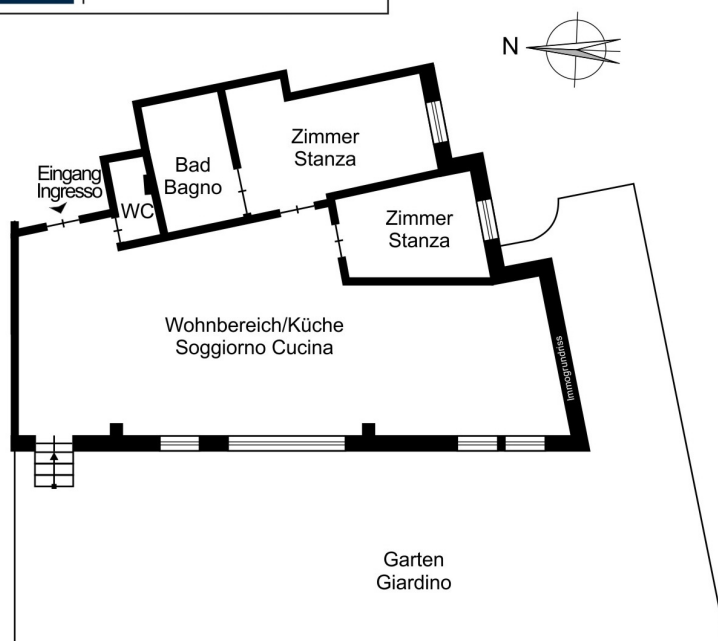 N
Zimmer
Stanza
Bad
Bagno
Eingang
Ingresso
WC
Zimmer
Stanza
Wohnbereich/Küche
Soggiorno Cucina
Immogrundriss
Garten
Giardino